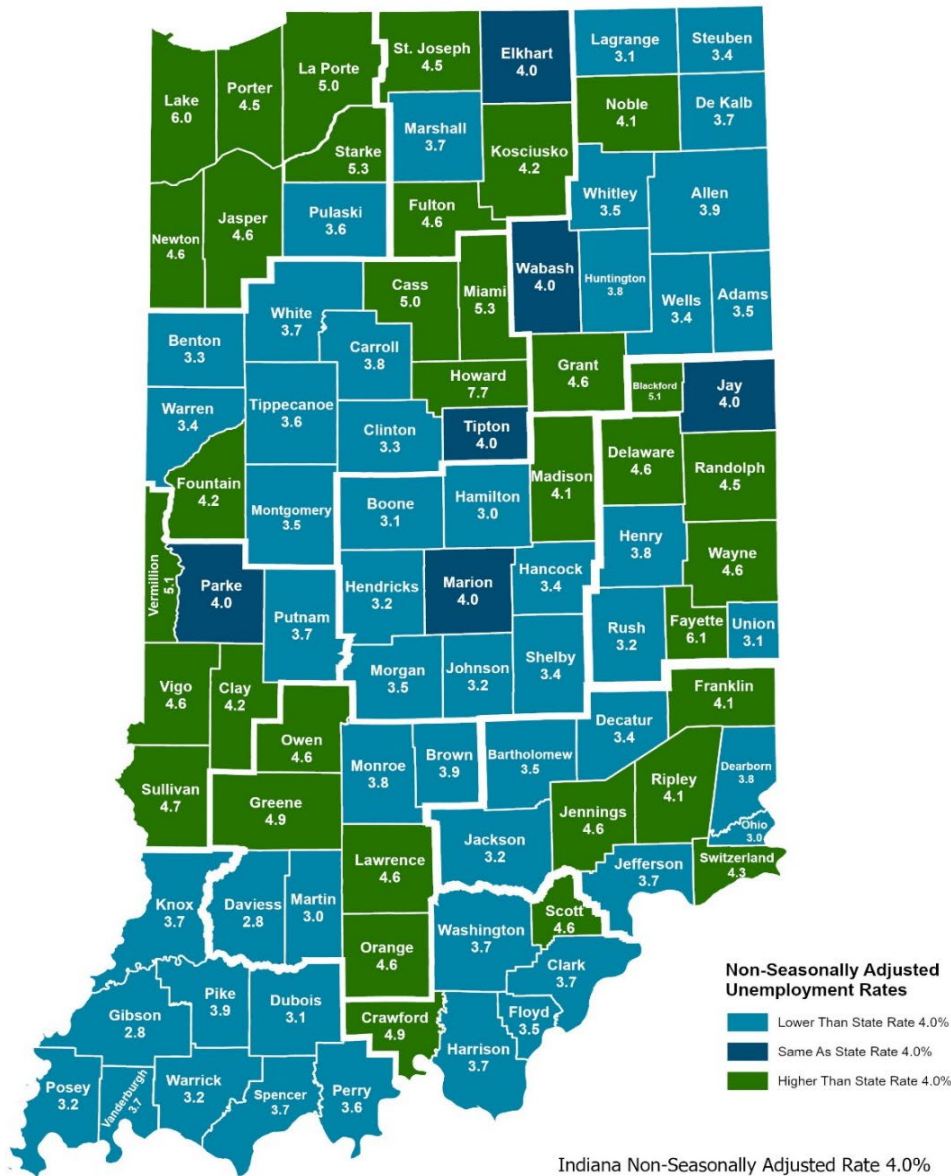 St. Joseph
4.5
Elkhart
4.0
Lagrange
3.1
Steuben
3.4
La Porte
5.0
Porter
4.5
Lake
6.0
Noble
4.1
De Kalb
3.7
Marshall
3.7
Starke
5.3
Kosciusko
4.2
Whitley
3.5
Allen
3.9
Pulaski
3.6
Fulton
4.6
Jasper
4.6
Newton
4.6
Wabash
4.0
Huntington
3.8
Wells
3.4
Adams
3.5
White
3.7
Cass
5.0
Miami
5.3
Benton
3.3
Carroll
3.8
Grant
4.6
Howard
7.7
Blackford
5.1
Jay
4.0
Warren
3.4
Tippecanoe
3.6
Clinton
3.3
Tipton
4.0
Delaware
4.6
Randolph
4.5
Madison
4.1
Fountain
4.2
Montgomery
3.5
Boone
3.1
Hamilton
3.0
Henry
3.8
Wayne
4.6
Vermillion
5.1
Parke
4.0
Putnam
3.7
Hendricks
3.2
Marion
4.0
Hancock
3.4
Rush
3.2
Fayette
6.1
Union
3.1
Morgan
3.5
Johnson
3.2
Shelby
3.4
Vigo
4.6
Clay
4.2
Franklin
4.1
Owen
4.6
Monroe
3.8
Brown
3.9
Bartholomew
3.5
Decatur
3.4
Dearborn
3.8
Sullivan
4.7
Greene
4.9
Jennings
4.6
Ripley
4.1
Ohio
3.0
Jackson
3.2
Lawrence
4.6
Jefferson
3.7
Switzerland
4.3
Knox
3.7
Daviess
2.8
Martin
3.0
Scott
4.6
Washington
3.7
Orange
4.6
Clark
3.7
Gibson
2.8
Pike
3.9
Dubois
3.1
Crawford
4.9
Floyd
3.5
Harrison
3.7
Posey
3.2
Vanderburgh
3.7
Warrick
3.2
Spencer
3.7
Perry
3.6
Non-Seasonally Adjusted
Unemployment Rates
Lower Than State Rate 4.0%
Same As State Rate 4.0%
Higher Than State Rate 4.0%
Indiana Non-Seasonally Adjusted Rate 4.0%